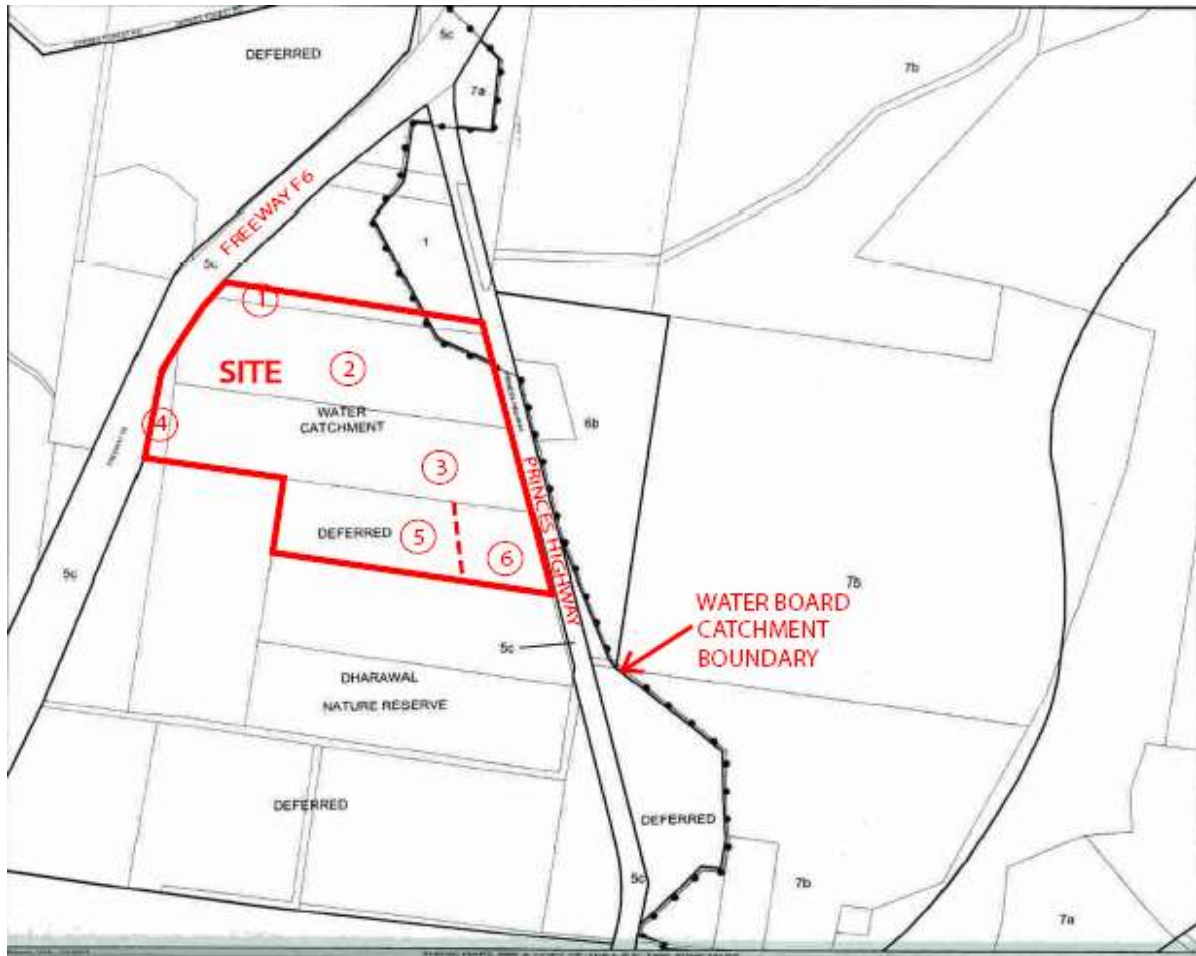 DEFERRED
5c
7a
7b
FREEWAY F6
5c
1
1
SITE
2
WATER
CATCHMENT
6b
4
3
PRINCES HIGHWAY
DEFERRED
5
6
5c
7b
WATER BOARD
CATCHMENT
BOUNDARY
5c
DHARAWAL
NATURE RESERVE
DEFERRED
DEFERRED
5c
7b
7a